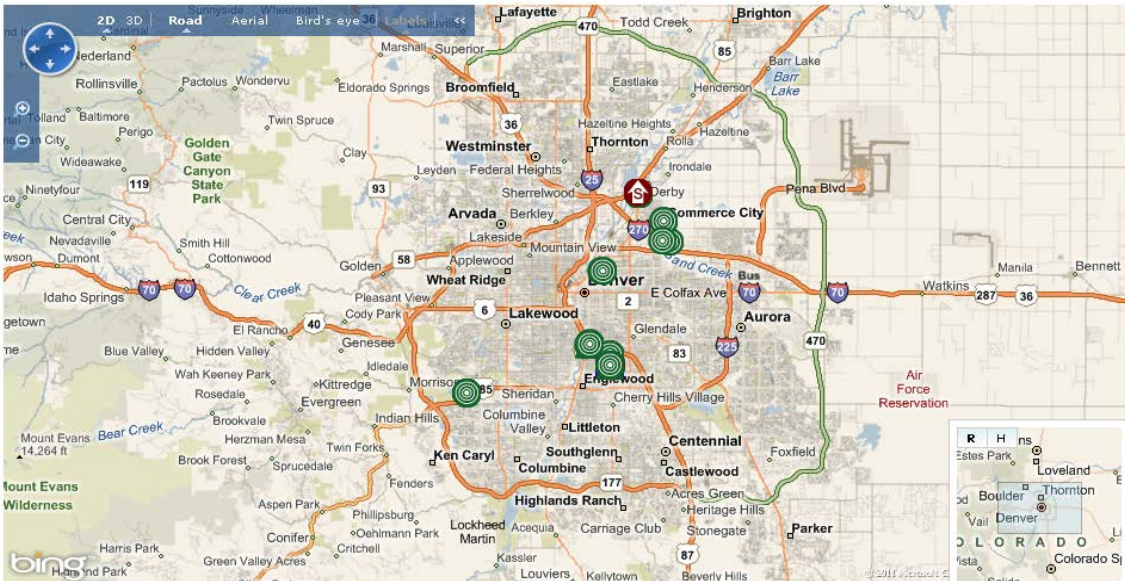 2D 3D Road Aerial Bird's eye Labels <<
Sunnyside Wheelman
36
Lafayette
Todd Creek
Brighton
470
85
Cardinal
Nederland
Marshall Superior
Rollinsville
Pactolus
Wondervu
Eldorado Springs
Broomfield
Eastlake
Henderson
Barr Lake
Barr
Lake
Tolland Baltimore
Perigo
Twin Spruce
36
Hazeltine Heights
Hazeltine
Wideawake
Golden
Gate
Canyon
State
Park
Clay
Westminster
Thornton
Rolla
Irondale
Ninetyfour
119
93
Leyden
Federal Heights
Sherrelwood
25
S
Derby
Pena Blvd
Central City
Nevadaville
Dumont
Smith Hill
Cottonwood
Arvada
Berkley
Lakeside
270
Commerce City
58
Golden
Applewood
Mountain View
Wheat Ridge
Sand Creek
Idaho Springs
70
70
Clear Creek
Pleasant View
Cody Park
6
Denver
2
E Colfax Ave
Bus
70
70
Watkins
287
36
Manila
Bennett
El Rancho
40
Genesee
Lakewood
Glendale
Aurora
Blue Valley
Hidden Valley
Idledale
83
225
470
Wah Keeney Park
Kittredge
Rosedale
Evergreen
Morrison
85
Sheridan
Englewood
Cherry Hills Village
Air
Force
Reservation
Brookvale
Bear Creek
Herzman Mesa
Indian Hills
Columbine
Valley
Littleton
Mount Evans
14,264 ft
Twin Forks
Brook Forest
Sprucedale
Fenders
Ken Caryl
Columbine
Southglenn
Centennial
Castlewood
Foxfield
Mount Evans
Wilderness
Aspen Park
177
Highlands Ranch
Acres Green
Heritage Hills
Phillipsburg
Oehlmann Park
Conifer
Critchell
Lockheed
Martin
Acequia
Carriage Club
Stonegate
Parker
Harris Park
Green Valley Acres
Highland Park
Kassler
Louviers
Kellytown
87
Beverly Hills
bing
R H
Estes Park
Loveland
Boulder
Thornton
Vail
Denver
COLORADO
Colorado Sp